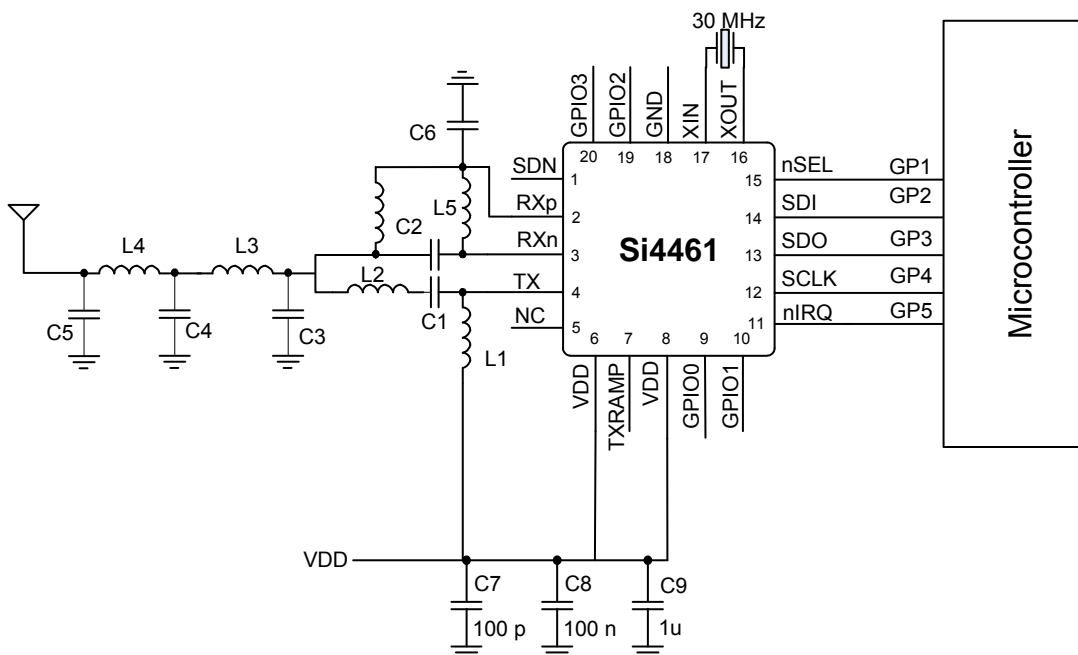 30 MHz
GPIO3
GPIO2
GND
XIN
XOUT
C6
20
19
18
17
16
SDN
1
nSEL
15
GP1
RXp
2
SDI
14
GP2
L5
C2
RXn
3
Si4461
SDO
13
GP3
L4
L3
L2
TX
4
SCLK
12
GP4
C1
NC
5
nIRQ
11
GP5
Microcontroller
C5
C4
C3
L1
6
7
8
9
10
VDD
TXRAMP
VDD
GPIO0
GPIO1
VDD
C7
C8
C9
100 p
100 n
1u